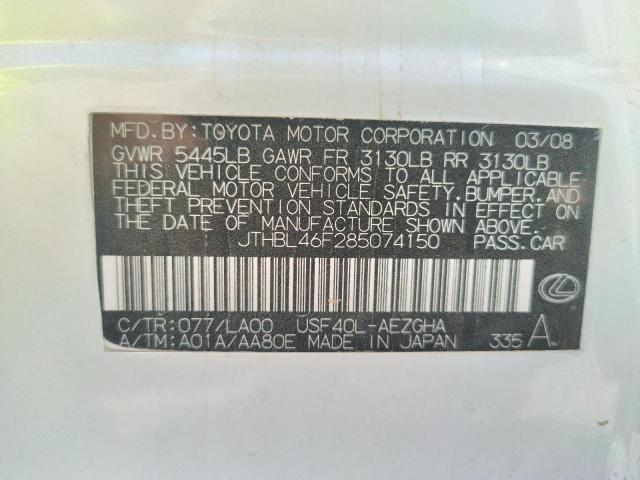 MFD.BY:TOYOTA MOTOR CORPORATION 03/08
GVWR 5445LB GAWR FR 3130LB RR 3130LB
THIS VEHICLE CONFORMS TO ALL APPLICABLE
FEDERAL MOTOR VEHICLE SAFETY,BUMPER,AND
THEFT PREVENTION STANDARDS IN EFFECT ON
THE DATE OF MANUFACTURE SHOWN ABOVE.
JTHBL46F285074150 PASS.CAR
C/TR:077/LA00 USF40L-AEZGHA
A/TM:A01A/AA80E MADE IN JAPAN 335 A